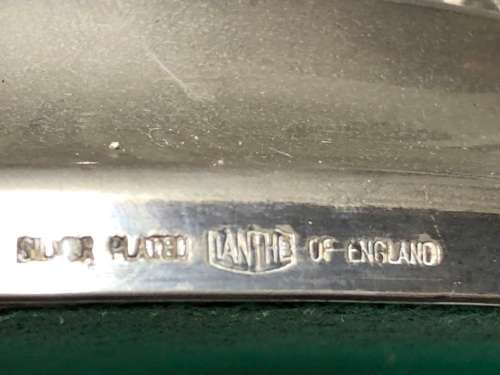 SILVER PLATED IANTHE OF ENGLAND